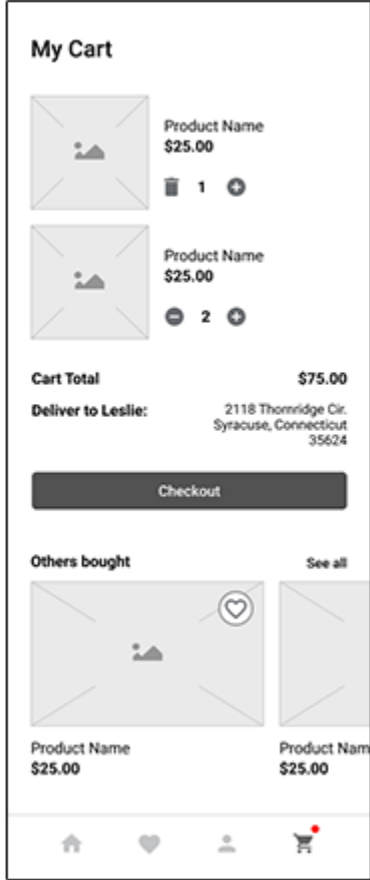 My Cart
Product Name
$25.00
1
Product Name
$25.00
2
Cart Total $75.00
Deliver to Leslie: 2118 Thornridge Cir.
Syracuse, Connecticut
35624
Checkout
Others bought See all
Product Name
$25.00
Product Nam
$25.00